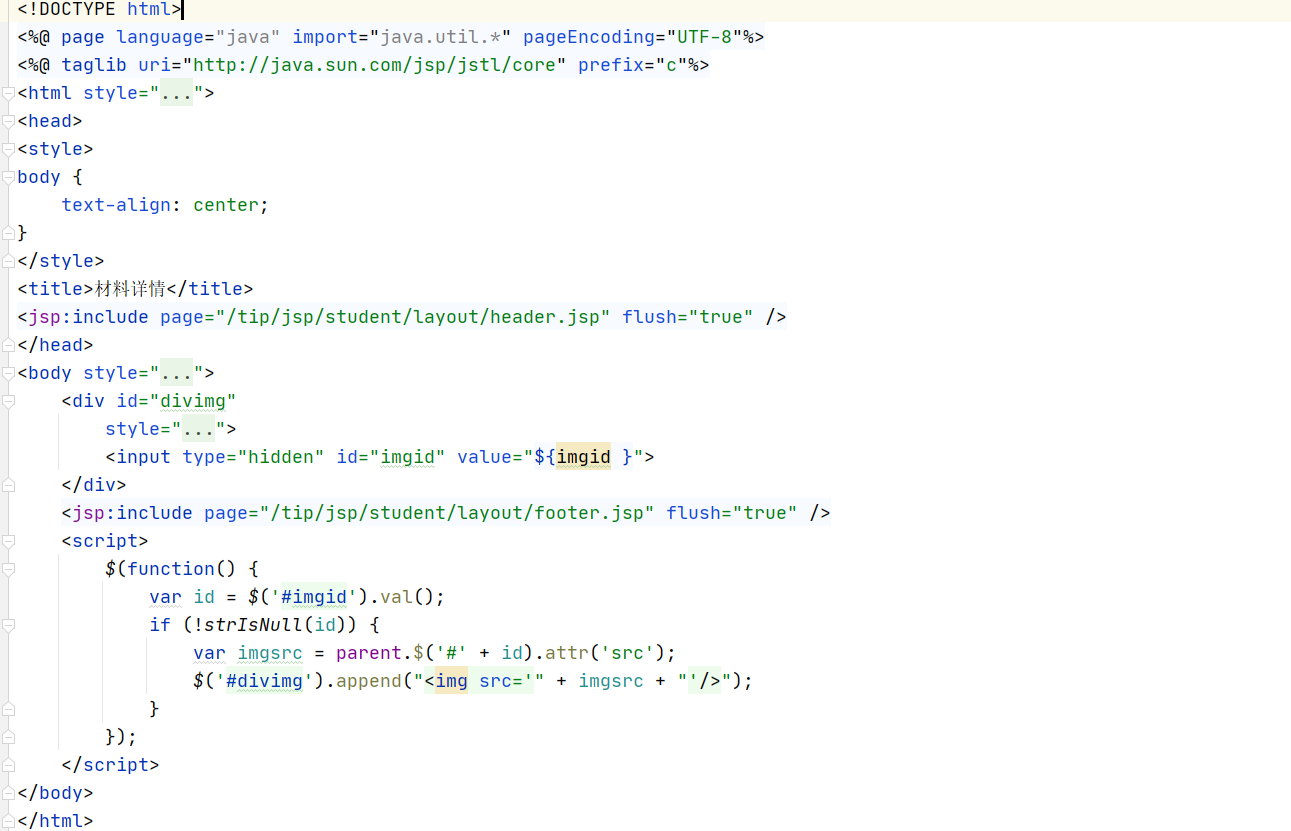 <!DOCTYPE html>
<%@ page language="java" import="java.util.*" pageEncoding="UTF-8"%>
<%@ taglib uri="http://java.sun.com/jsp/jstl/core" prefix="c"%>
<html style="...">
<head>
<style>
body {
    text-align: center;
}
</style>
<title>材料详情</title>
<jsp:include page="/tip/jsp/student/layout/header.jsp" flush="true" />
</head>
<body style="...">
    <div id="divimg"
        style="...">
        <input type="hidden" id="imgid" value="${imgid }">
    </div>
    <jsp:include page="/tip/jsp/student/layout/footer.jsp" flush="true" />
    <script>
        $(function() {
            var id = $('#imgid').val();
            if (!strIsNull(id)) {
                var imgsrc = parent.$('#' + id).attr('src');
                $('#divimg').append("<img src='" + imgsrc + "'/>");
            }
        });
    </script>
</body>
</html>